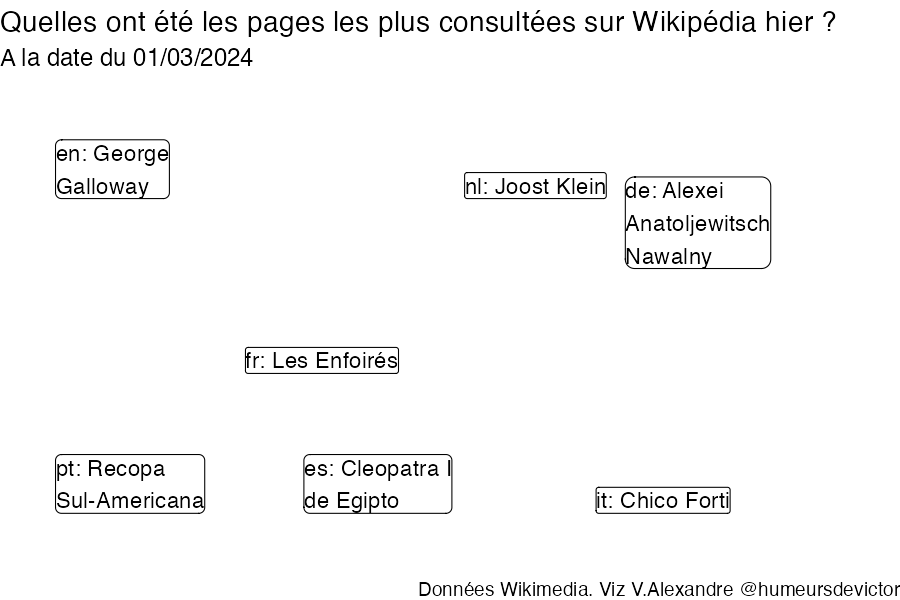 Quelles ont été les pages les plus consultées sur Wikipédia hier ?
A la date du 01/03/2024
en: George
Galloway
nl: Joost Klein
de: Alexei
Anatoljewitsch
Nawalny
fr: Les Enfoirés
pt: Recopa
Sul-Americana
es: Cleopatra I
de Egipto
it: Chico Forti
Données Wikimedia. Viz V.Alexandre @humeursdevictor